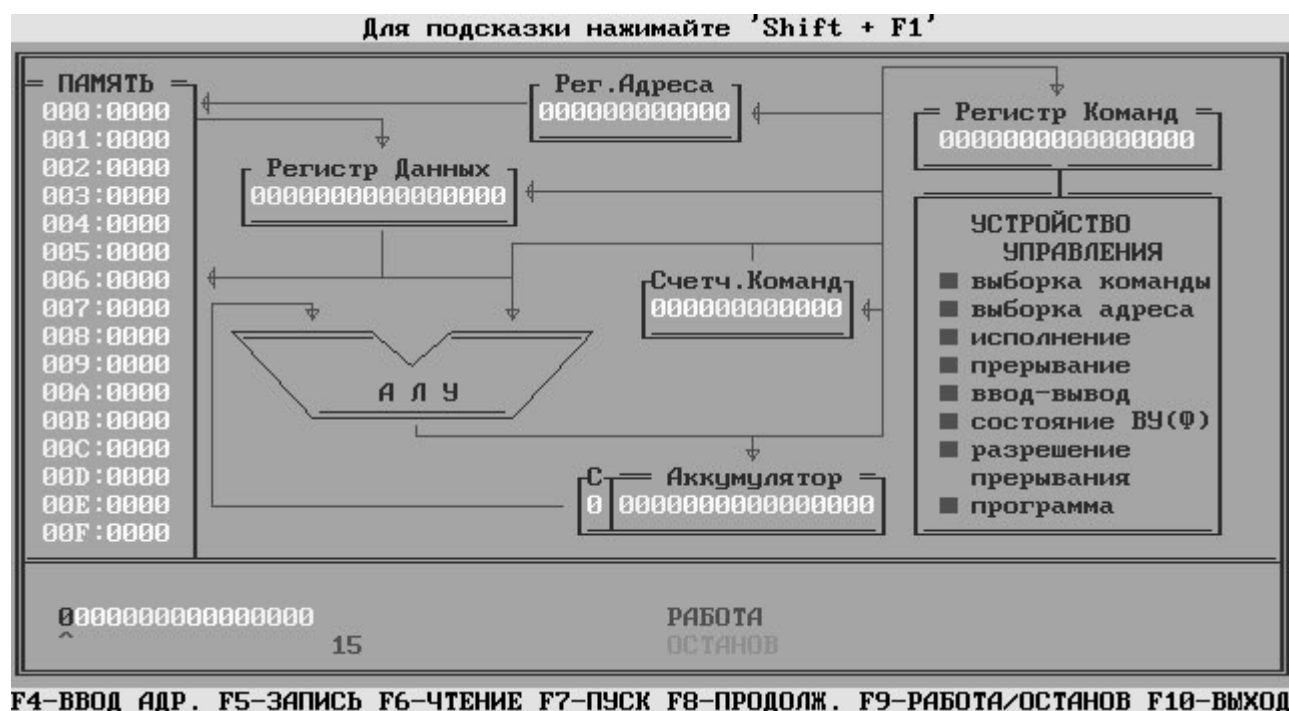 Для подсказки нажимайте 'Shift + F1'
ПАМЯТЬ
000:0000
001:0000
002:0000
003:0000
004:0000
005:0000
006:0000
007:0000
008:0000
009:0000
00A:0000
00B:0000
00C:0000
00D:0000
00E:0000
00F:0000
Рег.Адреса
000000000000
Регистр Команд
0000000000000000
Регистр Данных
0000000000000000
Счетч.Команд
000000000000
АЛУ
С Аккумулятор
0 0000000000000000
УСТРОЙСТВО
УПРАВЛЕНИЯ
выборка команды
выборка адреса
исполнение
прерывание
ввод-вывод
состояние ВУ(Ф)
разрешение
прерывания
программа
0000000000000000
^
15
РАБОТА
ОСТАНОВ
F4-ВВОД АДР. F5-ЗАПИСЬ F6-ЧТЕНИЕ F7-ПУСК F8-ПРОДОЛЖ. F9-РАБОТА/ОСТАНОВ F10-ВЫХОД